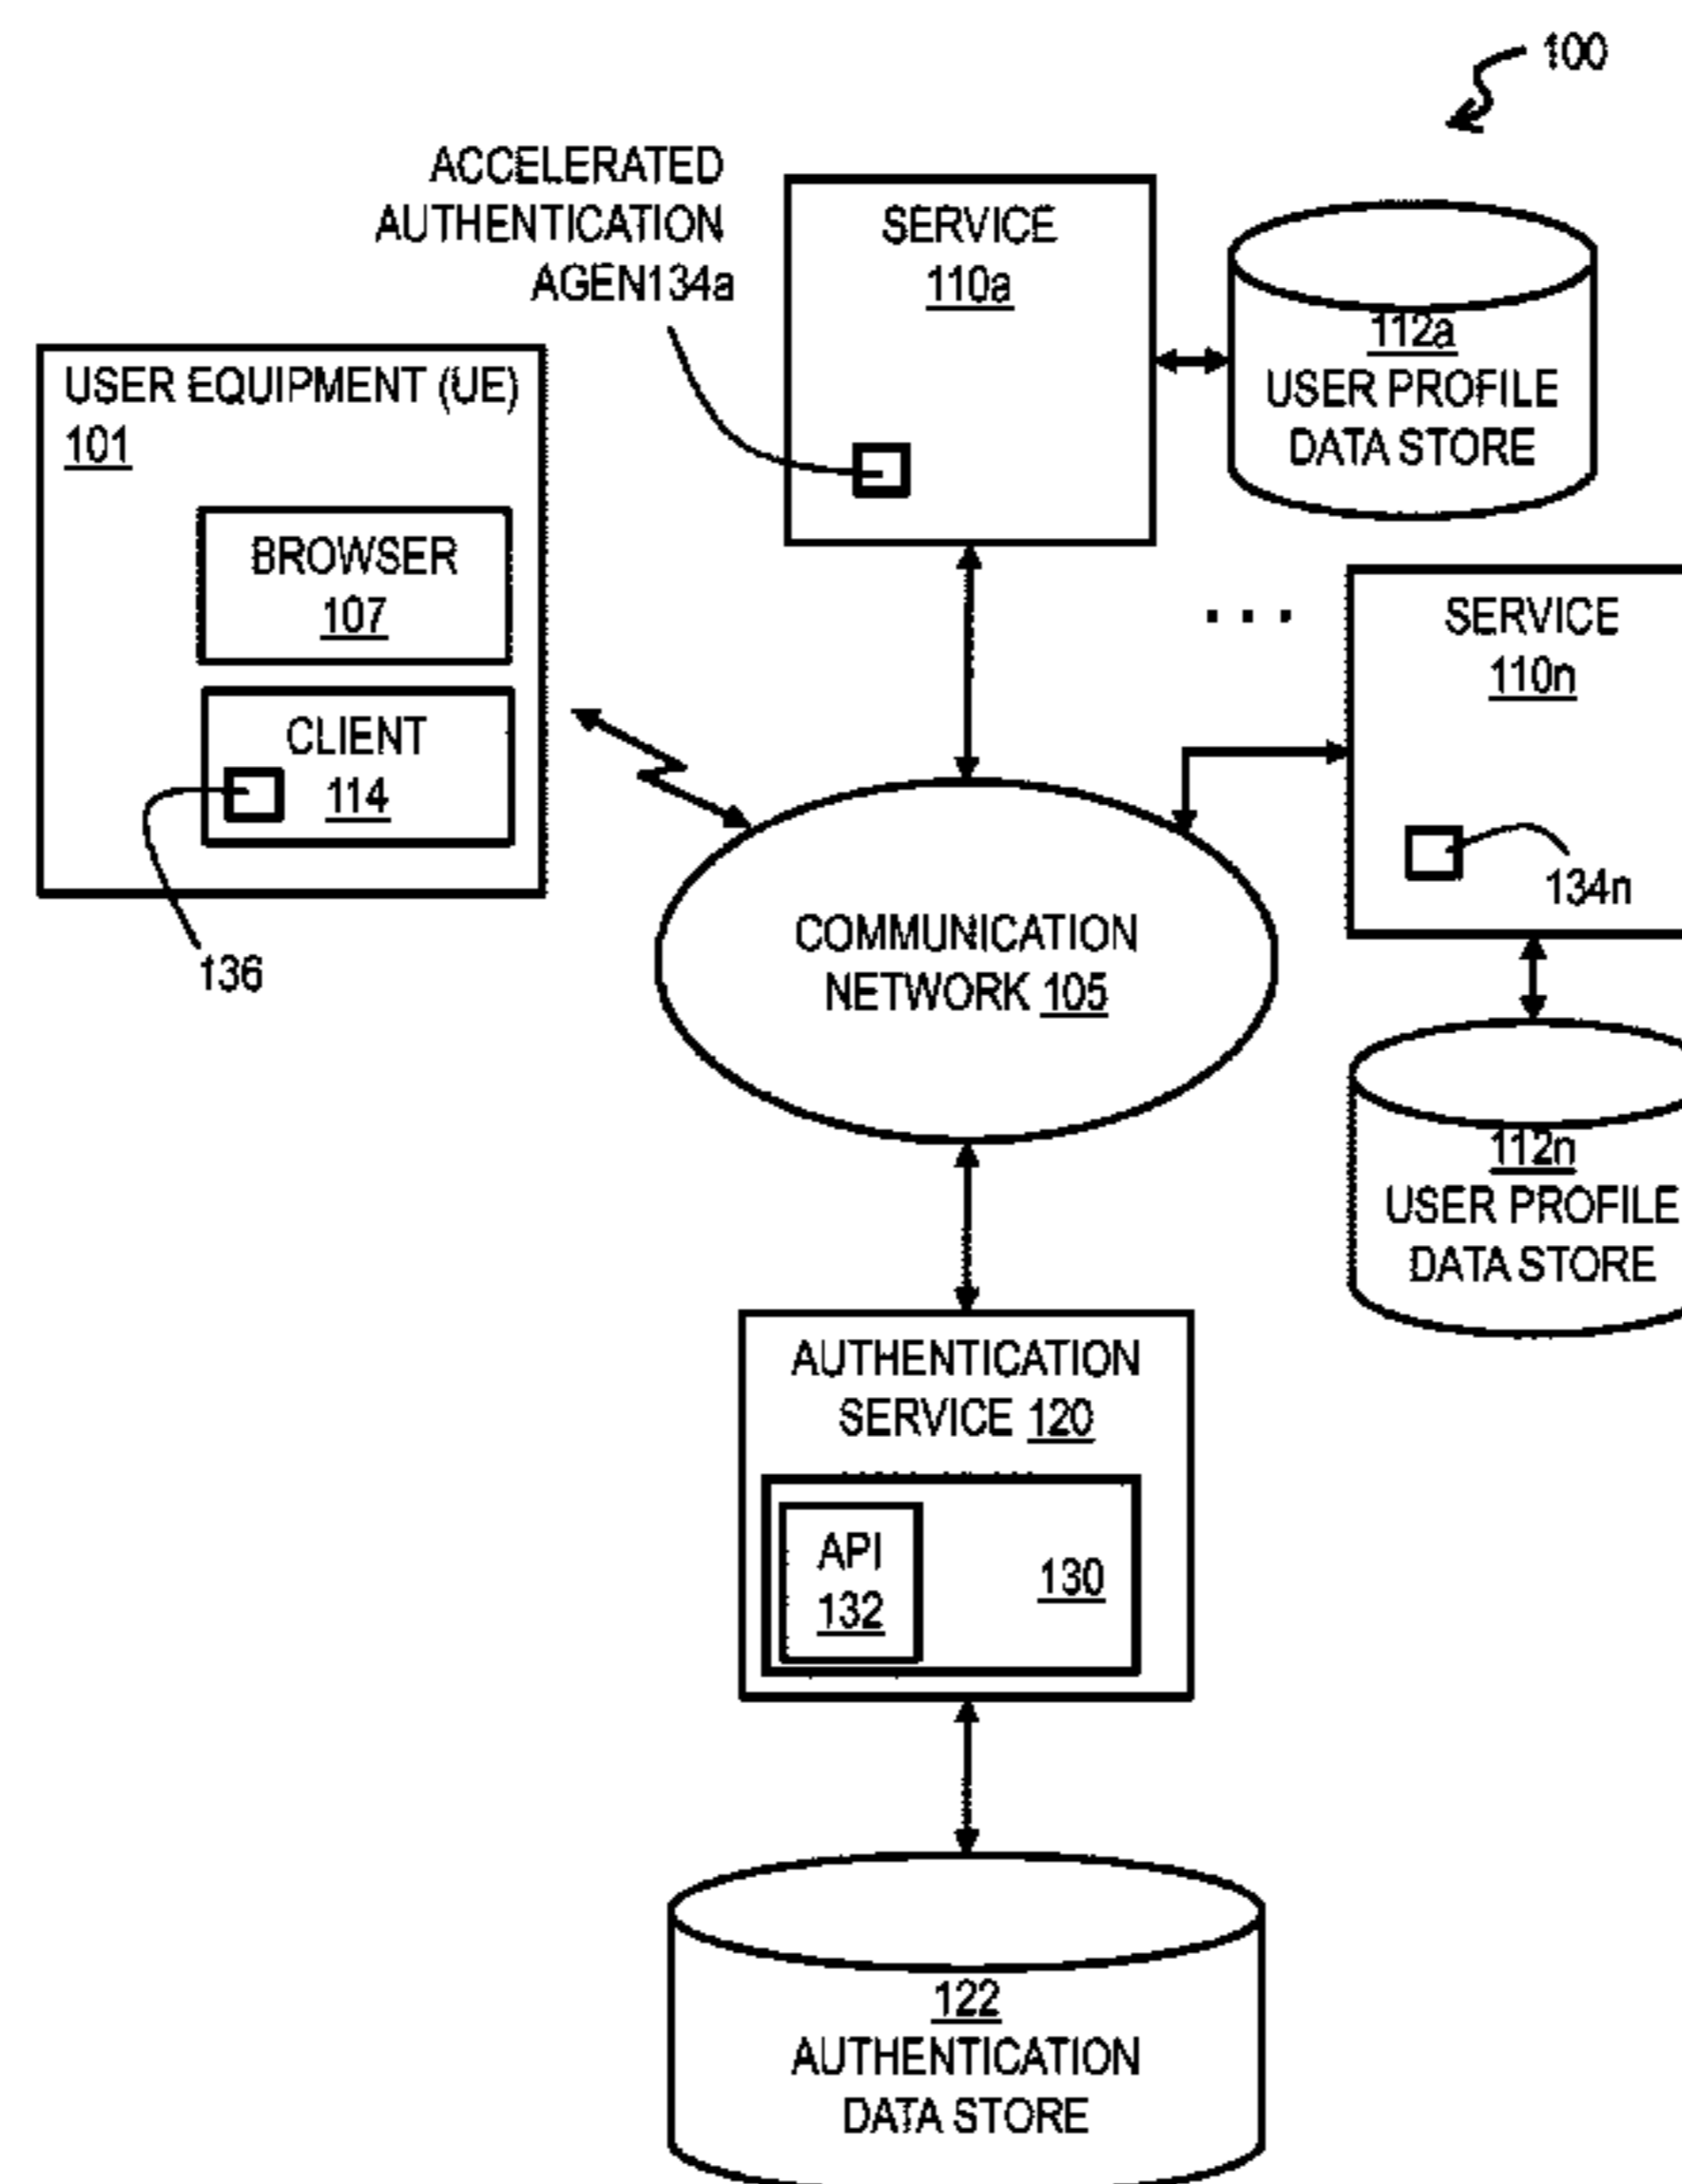 100
ACCELERATED
AUTHENTICATION
AGEN134a
SERVICE
110a
112a
USER PROFILE
DATA STORE
USER EQUIPMENT (UE)
101
BROWSER
107
CLIENT
114
136
. . .
SERVICE
110n
134n
COMMUNICATION
NETWORK 105
112n
USER PROFILE
DATA STORE
AUTHENTICATION
SERVICE 120
API
132
130
122
AUTHENTICATION
DATA STORE